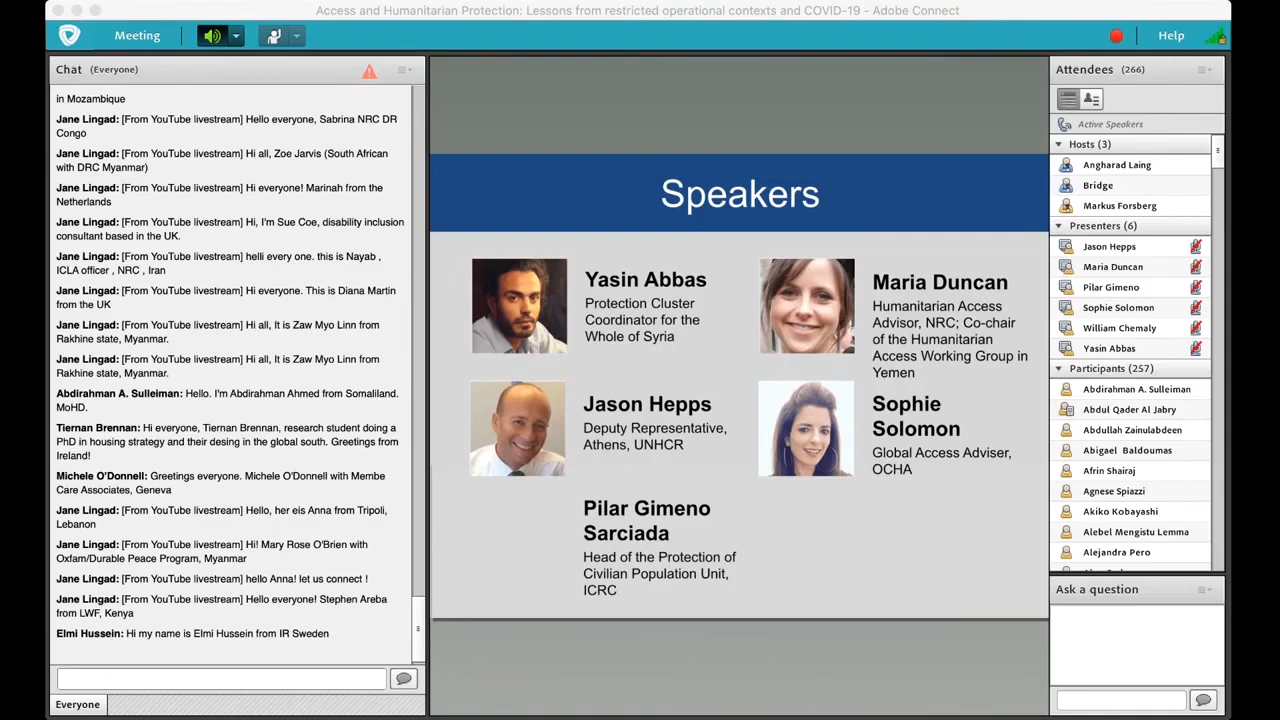 Access and Humanitarian Protection: Lessons from restricted operational contexts and COVID-19 - Adobe Connect
Meeting
Help
Chat (Everyone)
in Mozambique
Jane Lingad: [From YouTube livestream] Hello everyone, Sabrina NRC DR
Congo
Jane Lingad: [From YouTube livestream] Hi all, Zoe Jarvis (South African
with DRC Myanmar)
Jane Lingad: [From YouTube livestream] Hi everyone! Marinah from the
Netherlands
Jane Lingad: [From YouTube livestream] Hi, I'm Sue Coe, disability inclusion
consultant based in the UK.
Jane Lingad: [From YouTube livestream] helli every one. this is Nayab ,
ICLA officer , NRC , Iran
Jane Lingad: [From YouTube livestream] Hi everyone. This is Diana Martin
from the UK
Jane Lingad: [From YouTube livestream] Hi all, It is Zaw Myo Linn from
Rakhine state, Myanmar.
Jane Lingad: [From YouTube livestream] Hi all, It is Zaw Myo Linn from
Rakhine state, Myanmar.
Abdirahman A. Sulleiman: Hello. I'm Abdirahman Ahmed from Somaliland.
MoHD.
Tiernan Brennan: Hi everyone, Tiernan Brennan, research student doing a
PhD in housing strategy and their desing in the global south. Greetings from
Ireland!
Michele O'Donnell: Greetings everyone. Michele O'Donnell with Membe
Care Associates, Geneva
Jane Lingad: [From YouTube livestream] Hello, her eis Anna from Tripoli,
Lebanon
Jane Lingad: [From YouTube livestream] Hi! Mary Rose O'Brien with
Oxfam/Durable Peace Program, Myanmar
Jane Lingad: [From YouTube livestream] hello Anna! let us connect !
Jane Lingad: [From YouTube livestream] Hello everyone! Stephen Areba
from LWF, Kenya
Elmi Hussein: Hi my name is Elmi Hussein from IR Sweden
Everyone
Speakers
Yasin Abbas
Protection Cluster
Coordinator for the
Whole of Syria
Maria Duncan
Humanitarian Access
Advisor, NRC; Co-chair
of the Humanitarian
Access Working Group in
Yemen
Jason Hepps
Deputy Representative,
Athens, UNHCR
Sophie
Solomon
Global Access Adviser,
OCHA
Pilar Gimeno
Sarciada
Head of the Protection of
Civilian Population Unit,
ICRC
Attendees (266)
Active Speakers
Hosts (3)
Angharad Laing
Bridge
Markus Forsberg
Presenters (6)
Jason Hepps
Maria Duncan
Pilar Gimeno
Sophie Solomon
William Chemaly
Yasin Abbas
Participants (257)
Abdirahman A. Sulleiman
Abdul Qader Al Jabry
Abdullah Zainulabdeen
Abigael Baldoumas
Afrin Shairaj
Agnese Spiazzi
Akiko Kobayashi
Alebel Mengistu Lemma
Alejandra Pero
Ask a question